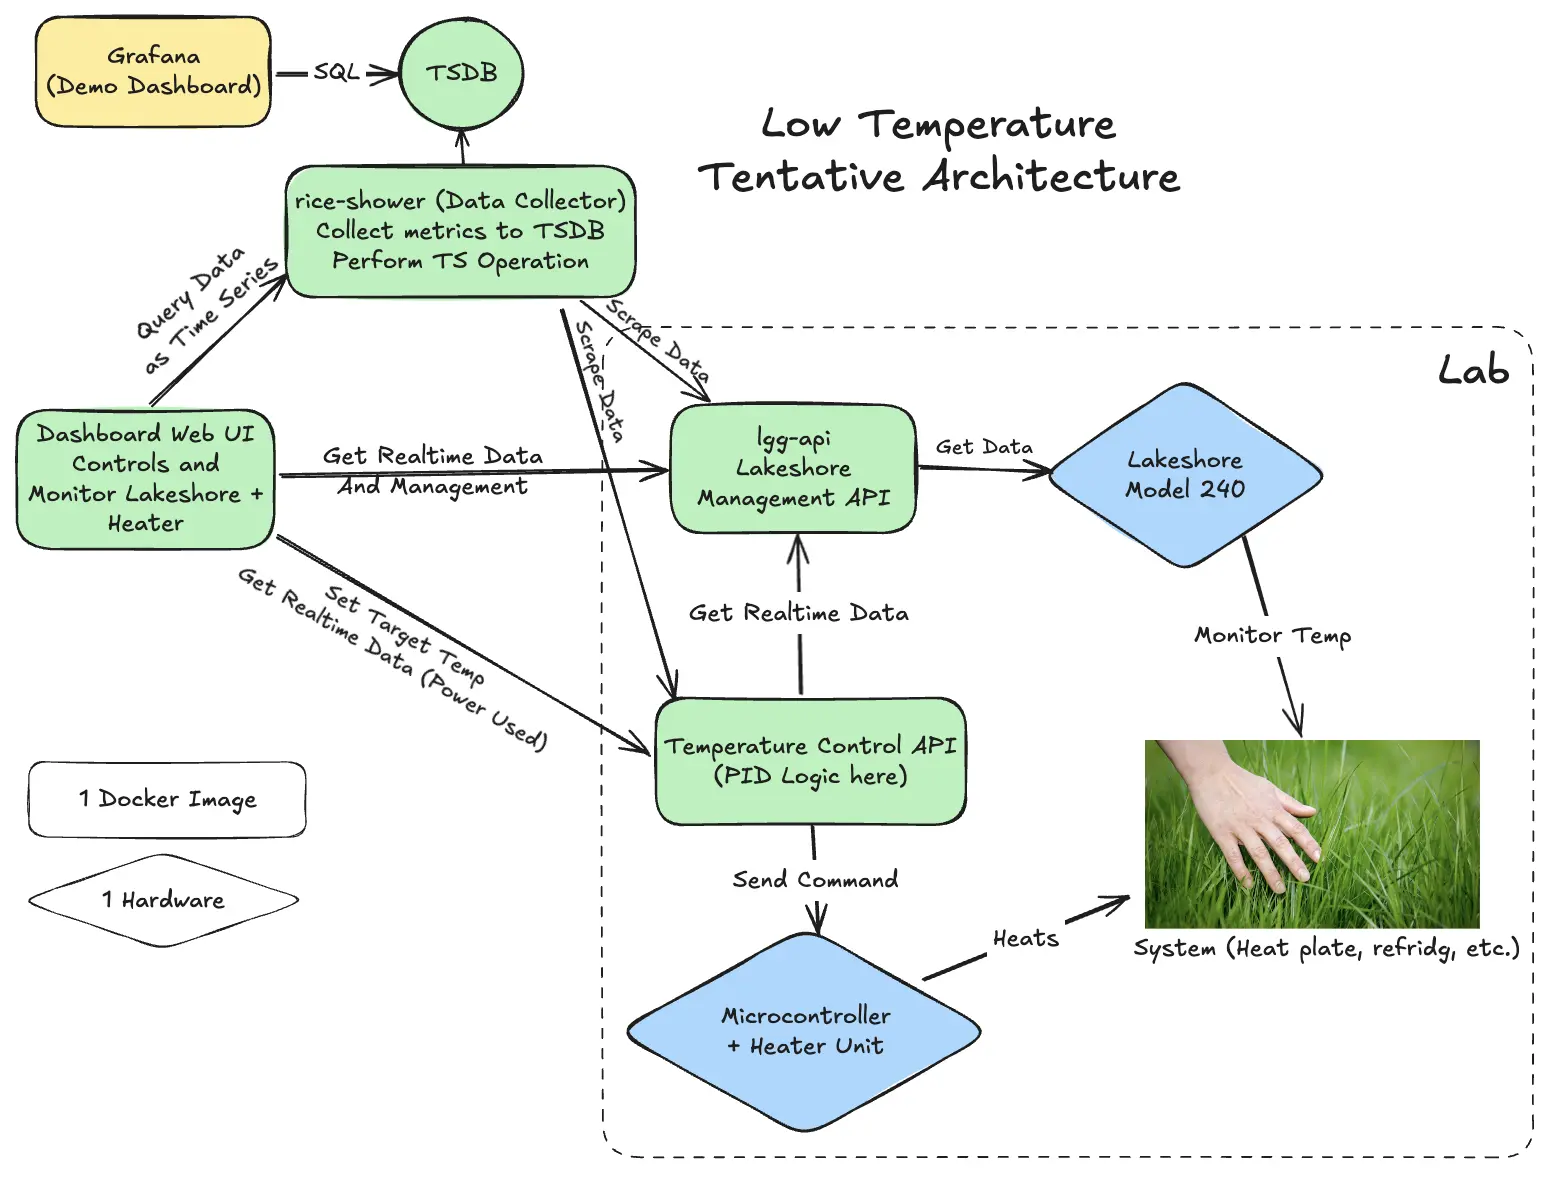 Grafana
(Demo Dashboard)
SQL
TSDB
Low Temperature
Tentative Architecture
rice-shower (Data Collector)
Collect metrics to TSDB
Perform TS Operation
Query Data
as Time Series
Scrape Data
Scrape Data
Lab
Dashboard Web UI
Controls and
Monitor Lakeshore +
Heater
Get Realtime Data
And Management
lgg-api
Lakeshore
Management API
Get Data
Lakeshore
Model 240
Set Target Temp
Get Realtime Data (Power Used)
Get Realtime Data
Monitor Temp
Temperature Control API
(PID Logic here)
1 Docker Image
1 Hardware
Send Command
Heats
System (Heat plate, refridg, etc.)
Microcontroller
+ Heater Unit